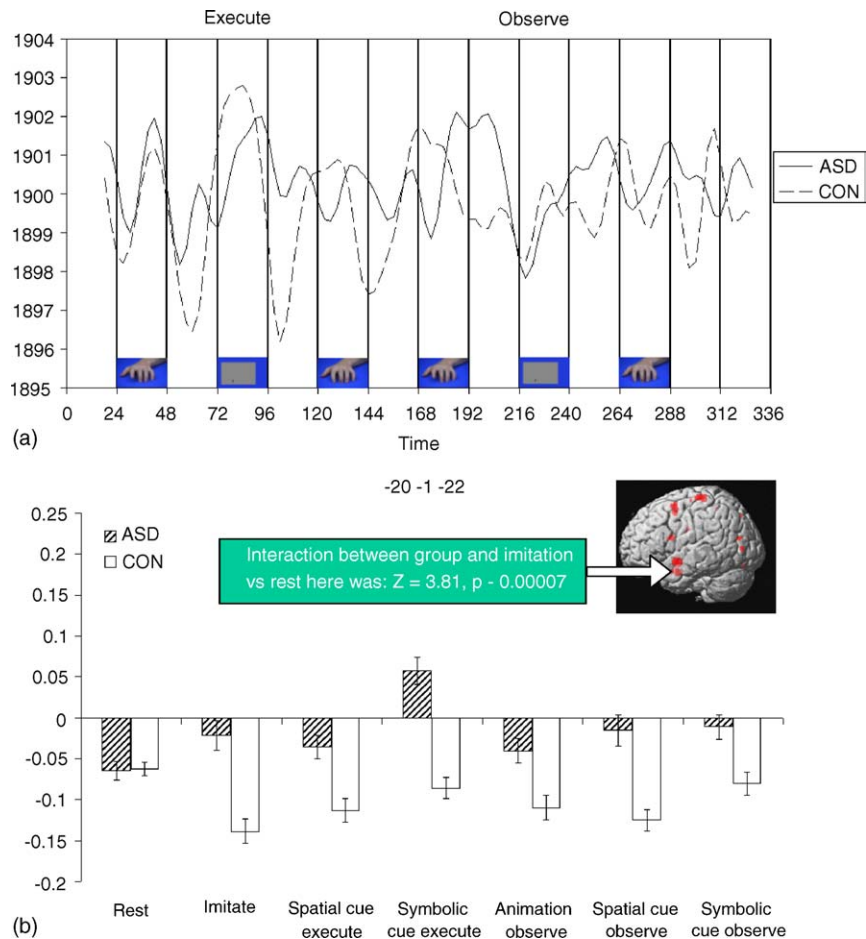 Execute Observe
1904
1903
1902
1901
1900
1899
1898
1897
1896
1895
ASD
CON
0 24 48 72 96 120 144 168 192 216 240 264 288 312 336
(a) Time
-20 -1 -22
0.25
0.2
0.15
0.1
0.05
0
-0.05
-0.1
-0.15
-0.2
ASD
CON
Interaction between group and imitation
vs rest here was: Z = 3.81, p - 0.00007
Rest Imitate Spatial cue Symbolic Animation Spatial cue Symbolic
execute cue execute observe observe cue observe
(b)